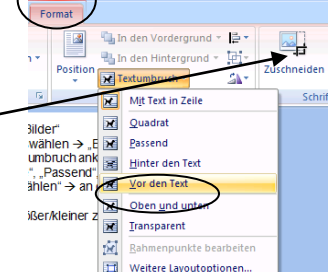 Format
In den Vordergrund
In den Hintergrund
Position
Textumbruch
Zuschneiden
Mit Text in Zeile
Quadrat
Passend
Hinter den Text
Vor den Text
Oben und unten
Transparent
Rahmenpunkte bearbeiten
Weitere Layoutoptionen...
Schrif
ilder"
wählen → „E
umbruch ank
", „Passend"
ählen" → an
ßer/kleiner z